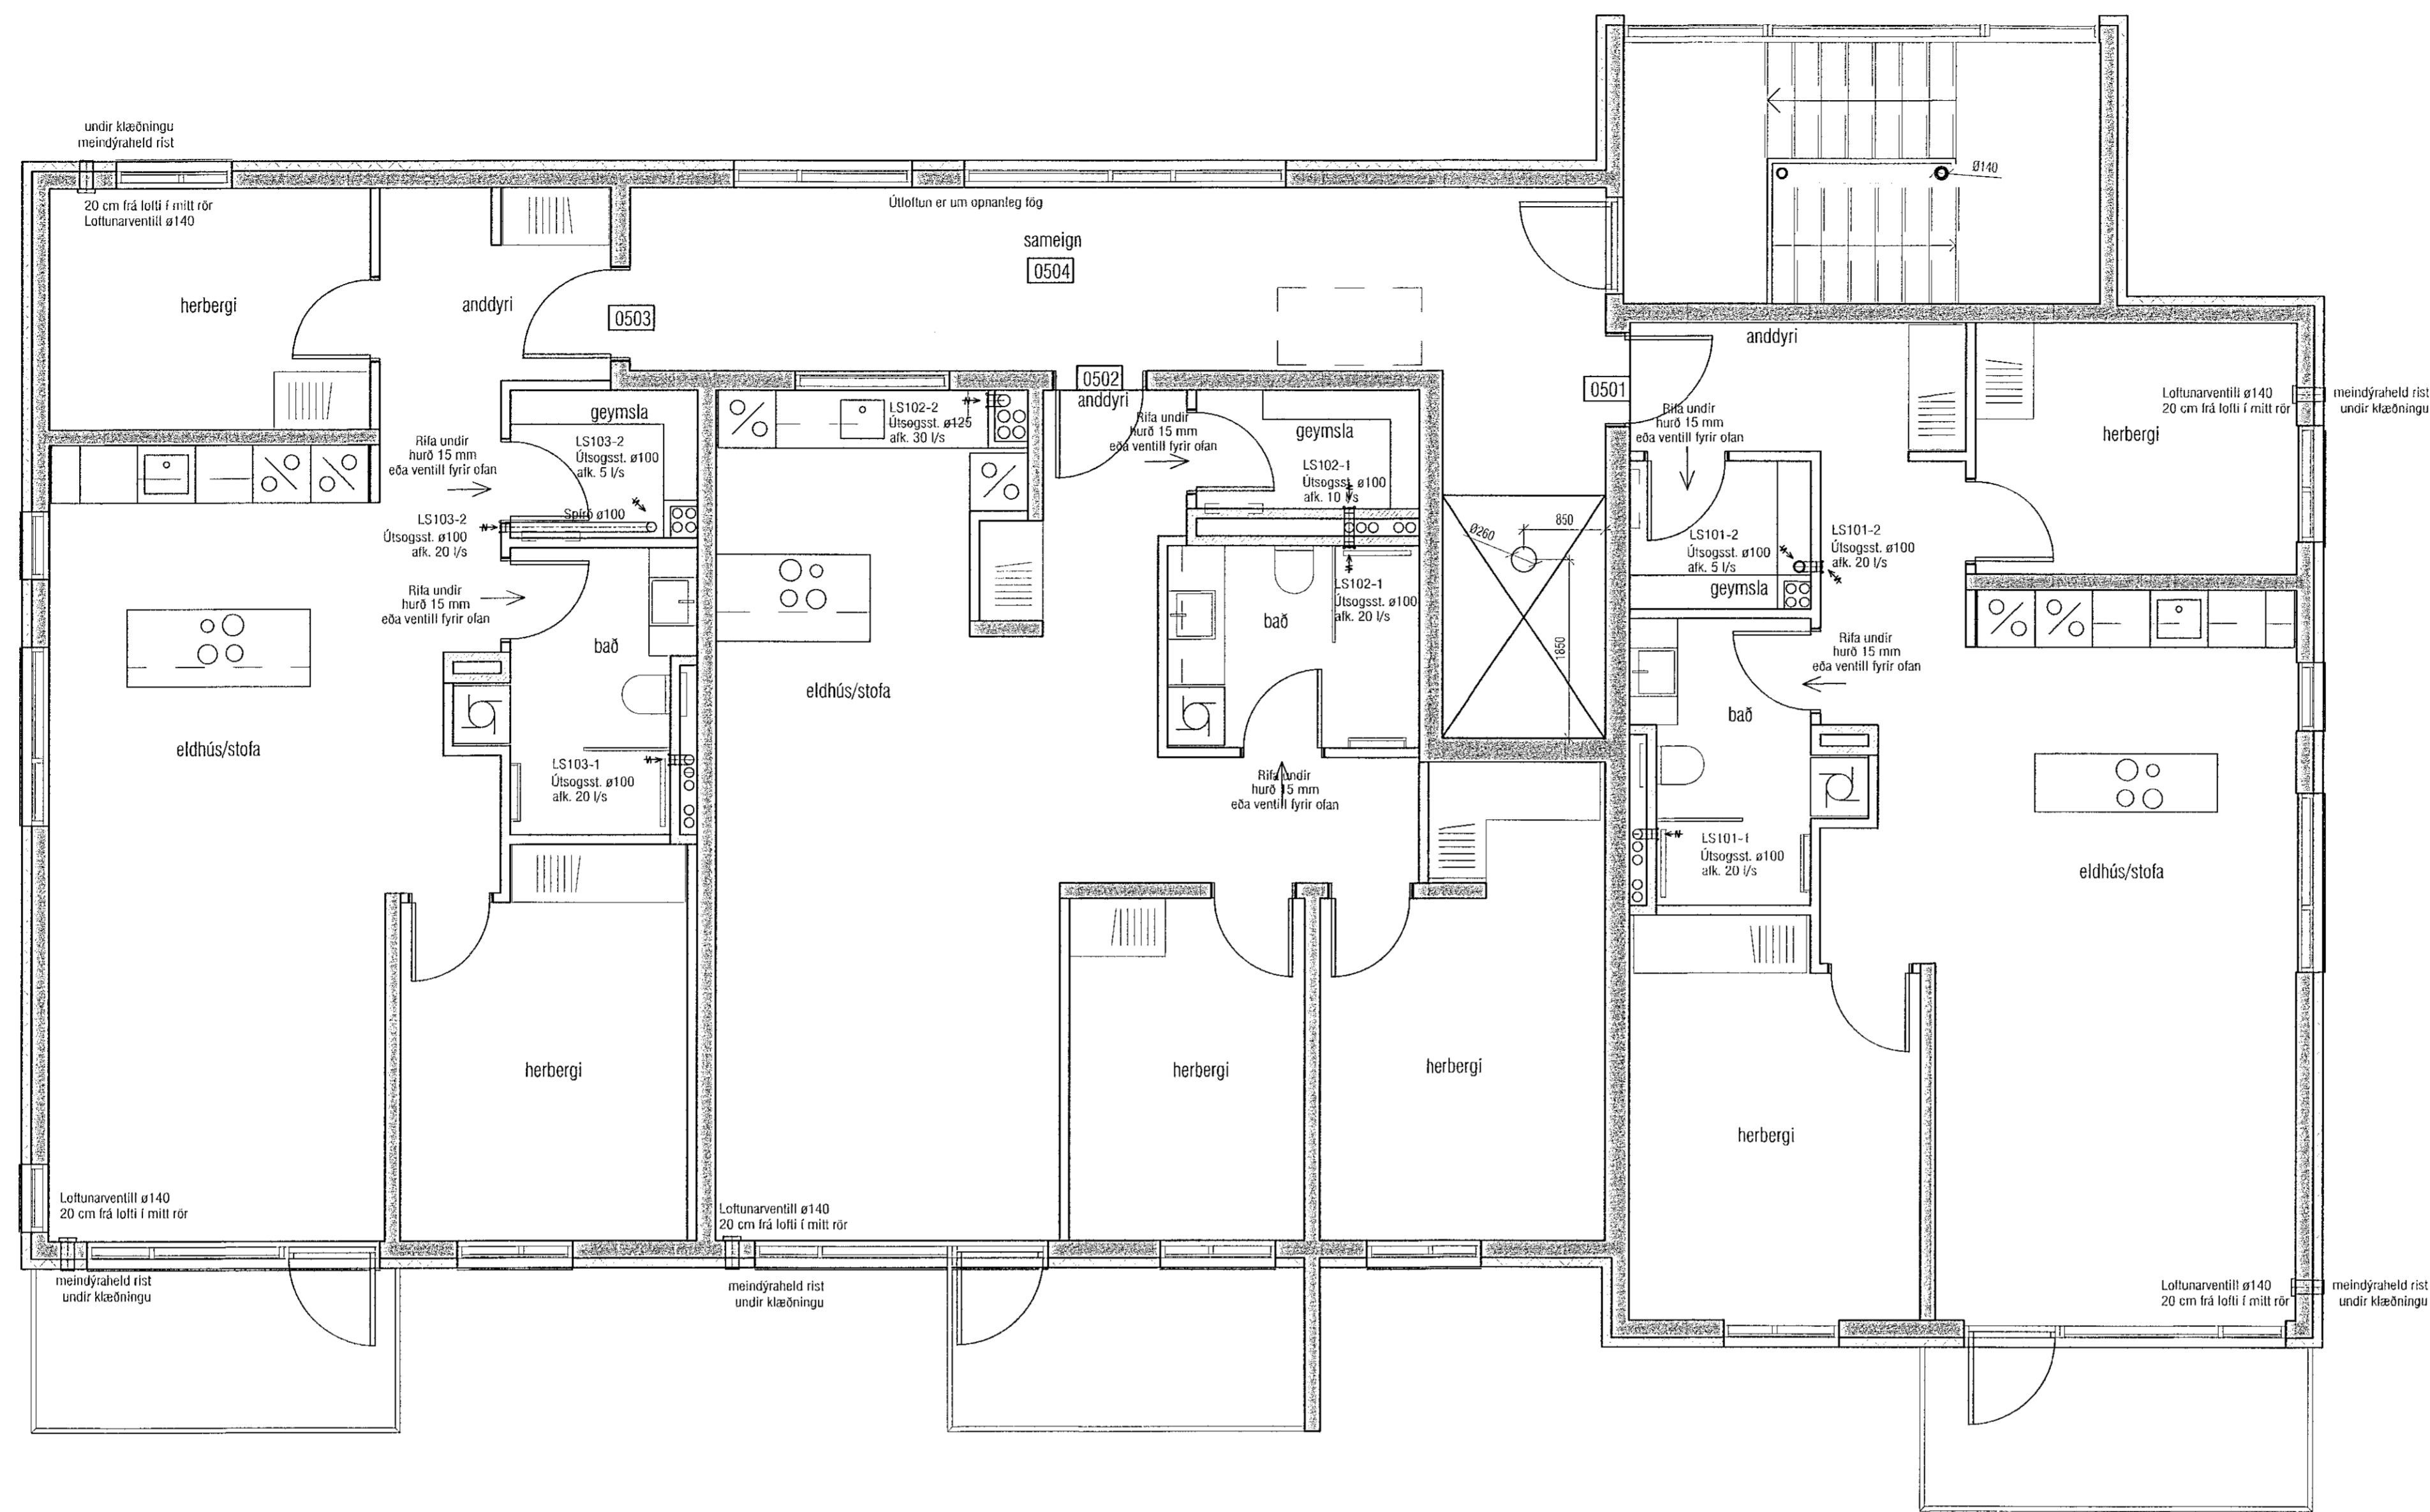 undir klæðningu
meindýraheld rist
20 cm frá lofti í mitt rör
Loftunarventill ø140
Útloftun er um opnanleg fög
sameign
0504
Ø140
herbergi
anddyri
0503
geymsla
LS103-2
Útsogsst. ø100
afk. 5 l/s
Rifa undir
hurð 15 mm
eða ventill fyrir ofan
Spíró ø100
LS103-2
Útsogsst. ø100
afk. 20 l/s
Rifa undir
hurð 15 mm
eða ventill fyrir ofan
bað
eldhús/stofa
LS103-1
Útsogsst. ø100
afk. 20 l/s
herbergi
Loftunarventill ø140
20 cm frá lofti í mitt rör
meindýraheld rist
undir klæðningu
0502
anddyri
LS102-2
Útsogsst. ø125
afk. 30 l/s
Rifa undir
hurð 15 mm
eða ventill fyrir ofan
geymsla
LS102-1
Útsogsst. ø100
afk. 10 l/s
LS102-1
Útsogsst. ø100
afk. 20 l/s
bað
eldhús/stofa
Rifa undir
hurð 15 mm
eða ventill fyrir ofan
herbergi
herbergi
Loftunarventill ø140
20 cm frá lofti í mitt rör
meindýraheld rist
undir klæðningu
Ø260
850
1850
0501
anddyri
Rifa undir
hurð 15 mm
eða ventill fyrir ofan
LS101-2
Útsogsst. ø100
afk. 5 l/s
geymsla
LS101-2
Útsogsst. ø100
afk. 20 l/s
Rifa undir
hurð 15 mm
eða ventill fyrir ofan
bað
LS101-1
Útsogsst. ø100
afk. 20 l/s
herbergi
Loftunarventill ø140
20 cm frá lofti í mitt rör
meindýraheld rist
undir klæðningu
herbergi
eldhús/stofa
Loftunarventill ø140
20 cm frá lofti í mitt rör
meindýraheld rist
undir klæðningu